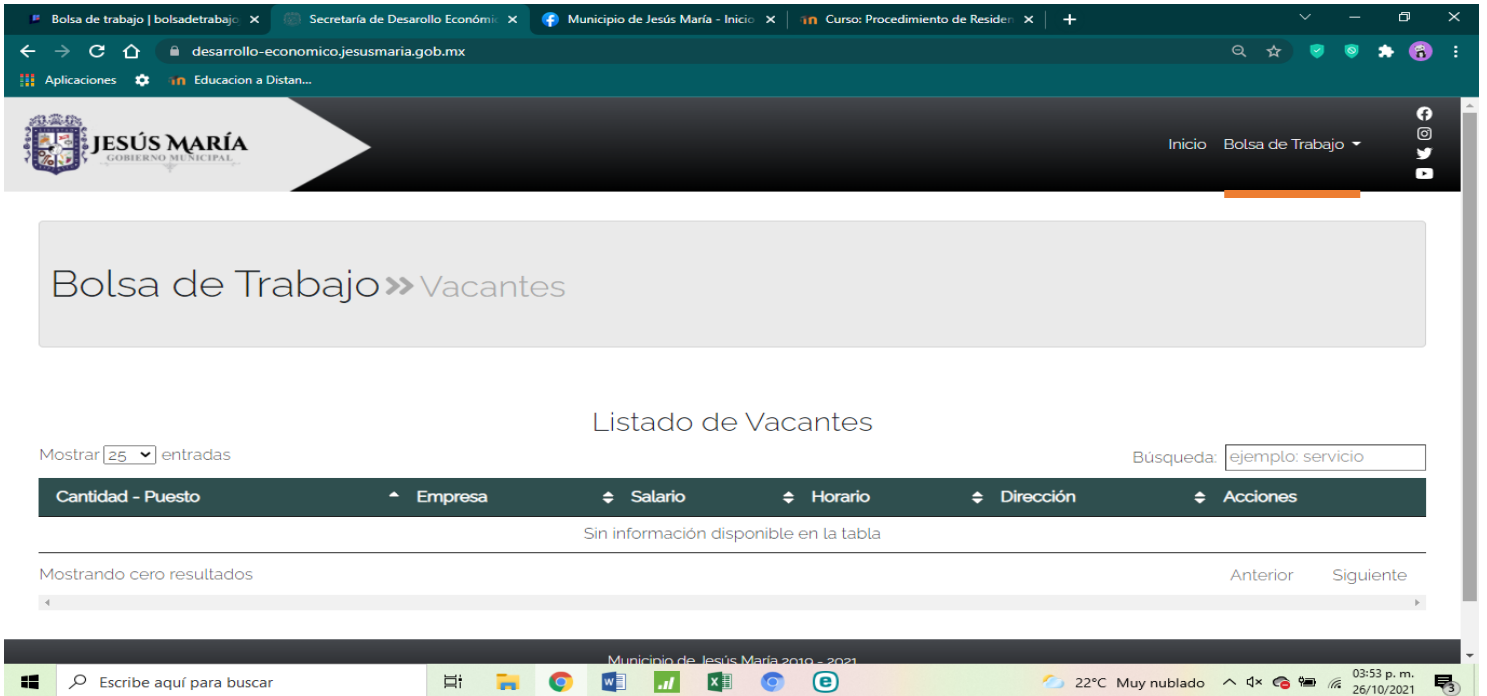 Bolsa de trabajo | bolsadetrabajo
Secretaría de Desarollo Económic
Municipio de Jesús María - Inicio
Curso: Procedimiento de Residen
desarrollo-economico.jesusmaria.gob.mx
Aplicaciones
Educacion a Distan...
JESÚS MARÍA
GOBIERNO MUNICIPAL
Inicio Bolsa de Trabajo
Bolsa de Trabajo » Vacantes
Listado de Vacantes
Mostrar 25 entradas
Búsqueda: ejemplo: servicio
Cantidad - Puesto Empresa Salario Horario Dirección Acciones
Sin información disponible en la tabla
Mostrando cero resultados
Anterior Siguiente
Municipio de Jesús María 2019 - 2021
Escribe aquí para buscar
22°C Muy nublado
03:53 p. m.
26/10/2021
3